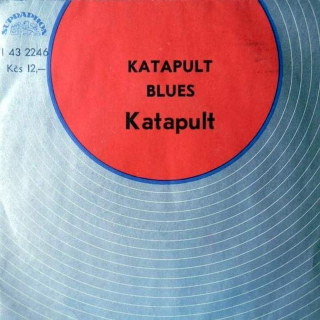 SUPRAPHON
1 43 2246
Kčs 12,—
KATAPULT
BLUES
Katapult